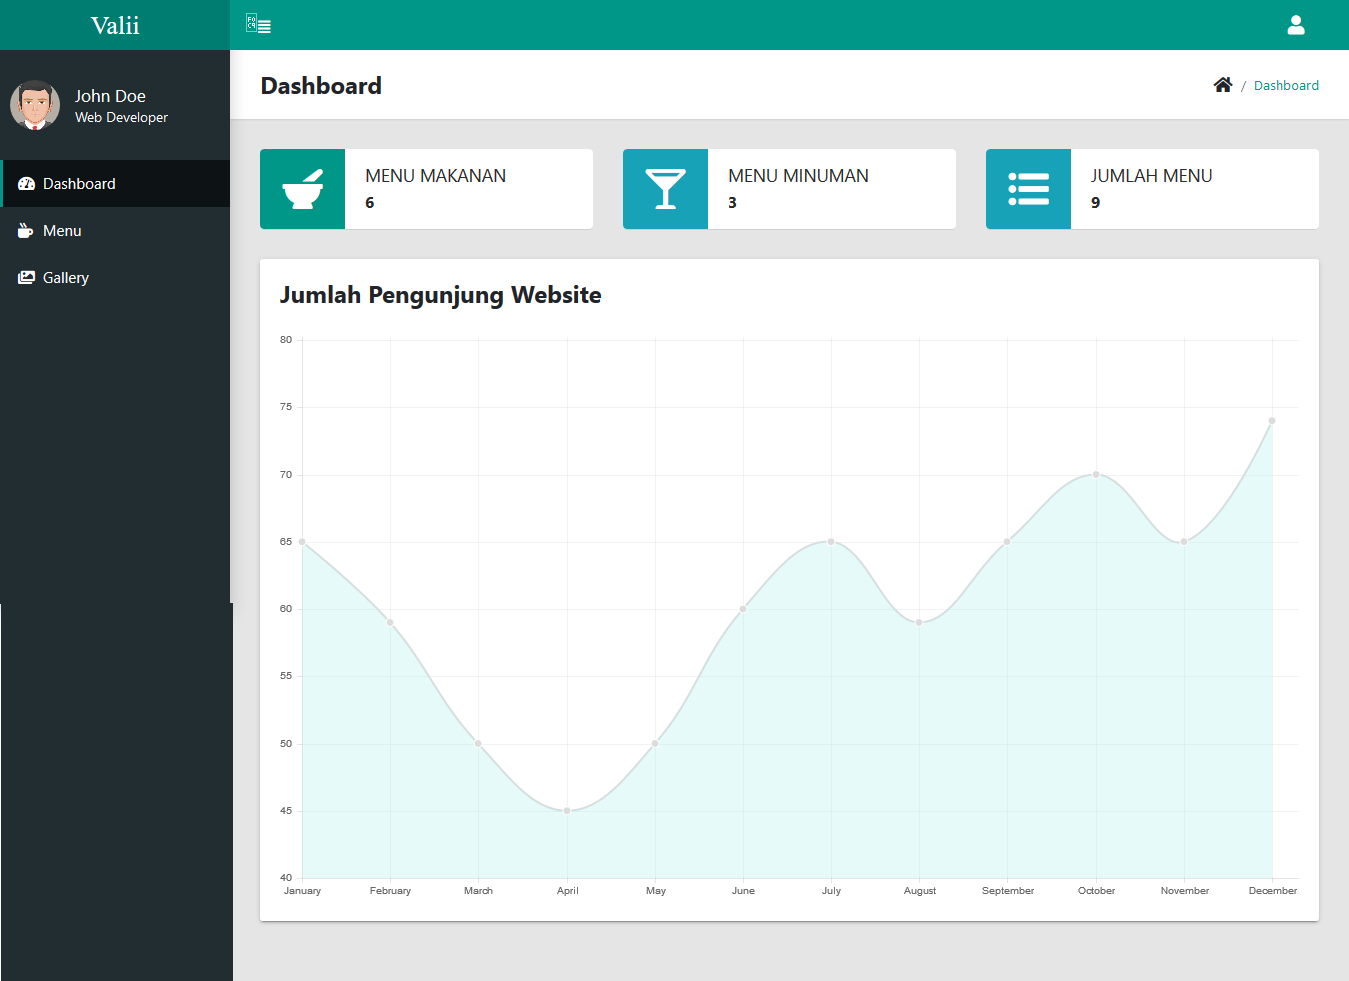 Valii
John Doe
Web Developer
Dashboard
Menu
Gallery
Dashboard
/ Dashboard
MENU MAKANAN
6
MENU MINUMAN
3
JUMLAH MENU
9
Jumlah Pengunjung Website
80
75
70
65
60
55
50
45
40
January February March April May June July August September October November December